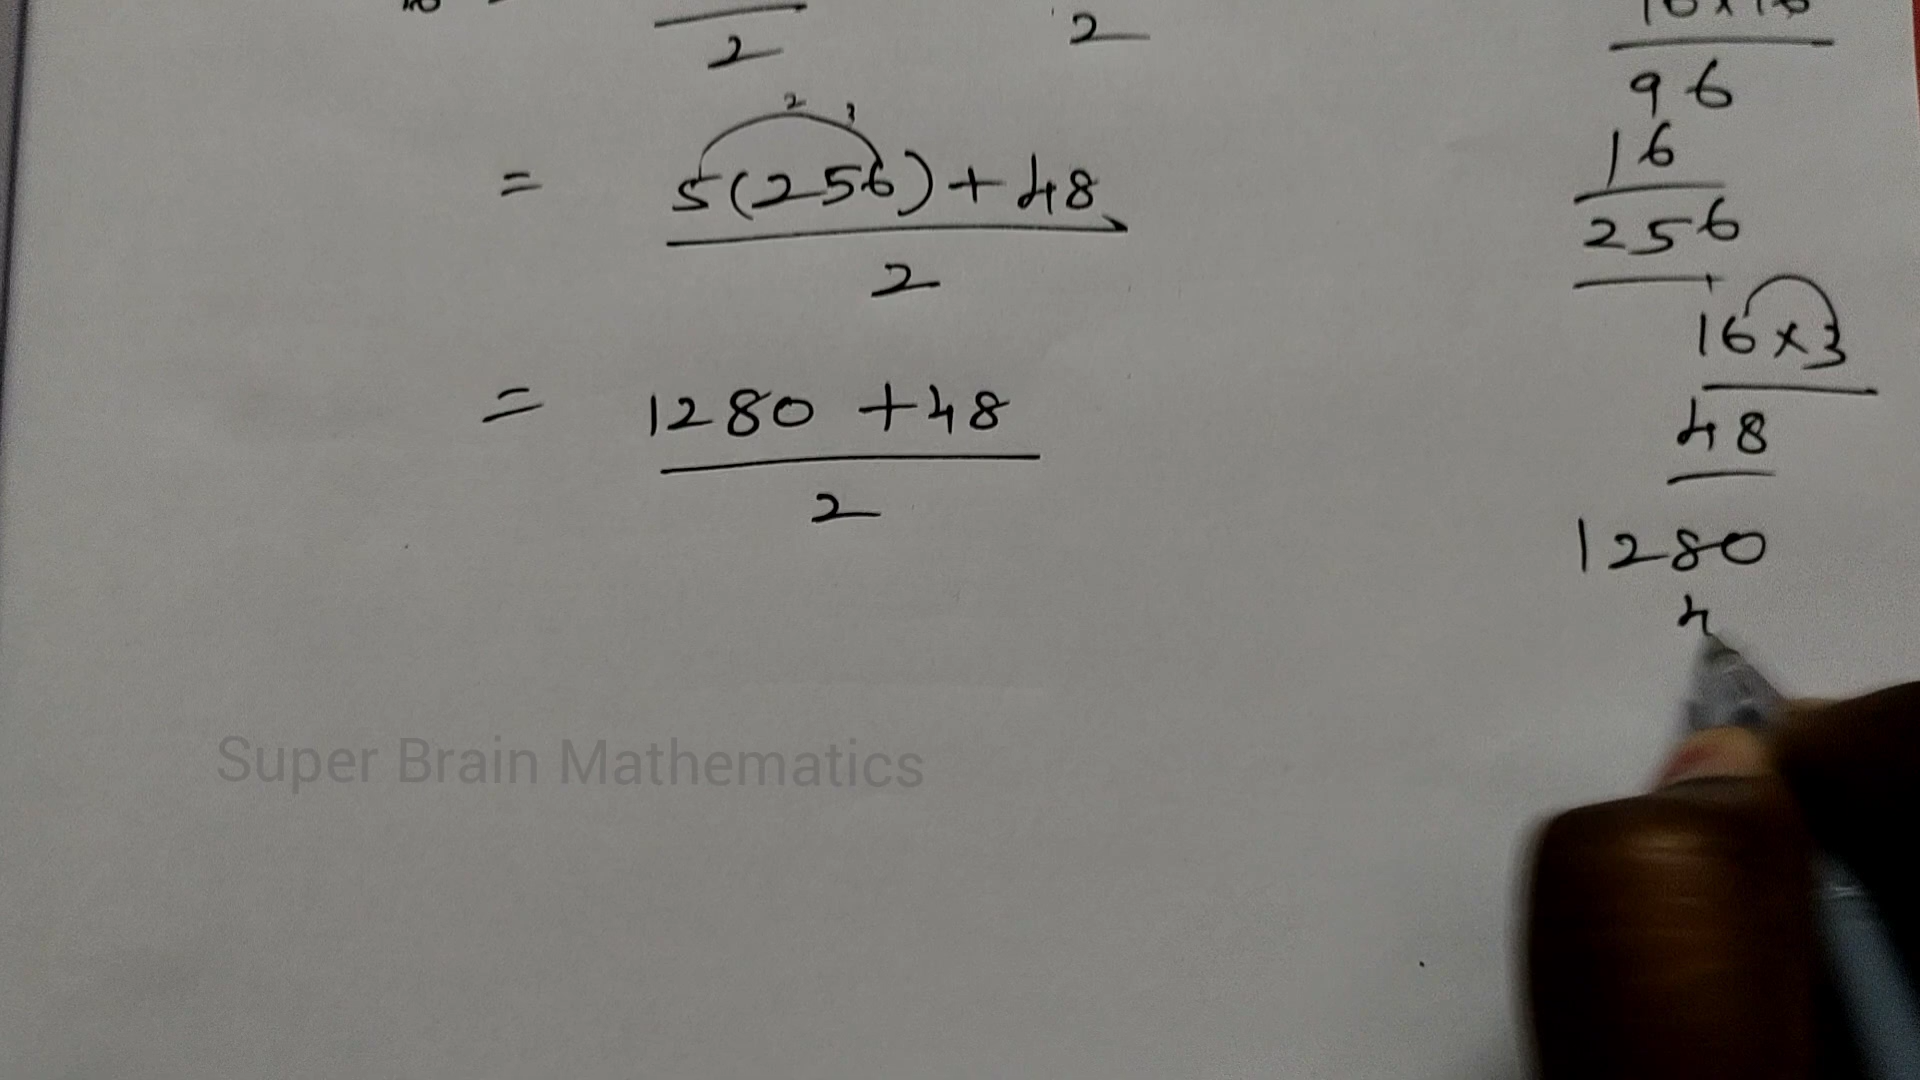 2 2
= 5(256) + 48
2
= 1280 + 48
2
96
16
256
16 × 3
48
1280
4
Super Brain Mathematics